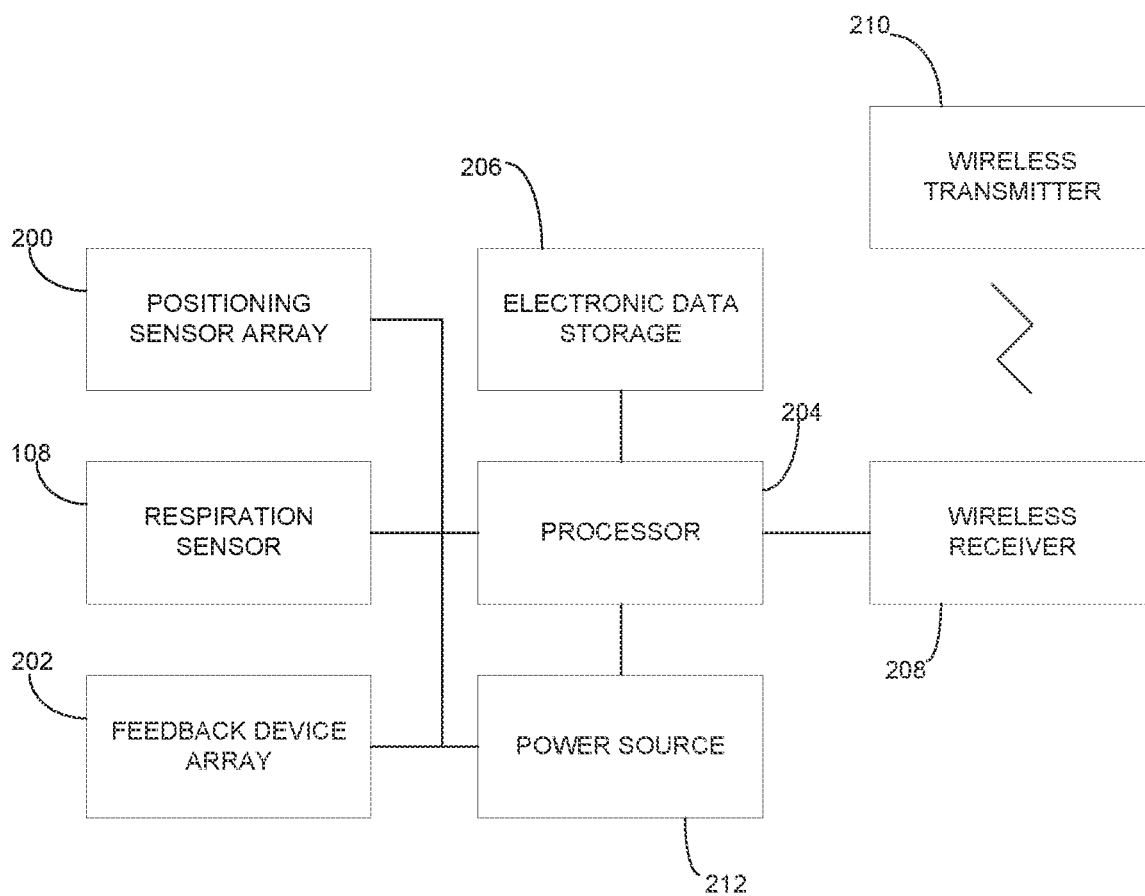 210
WIRELESS
TRANSMITTER
206
200
POSITIONING
SENSOR ARRAY
ELECTRONIC DATA
STORAGE
204
108
RESPIRATION
SENSOR
PROCESSOR
WIRELESS
RECEIVER
202
208
FEEDBACK DEVICE
ARRAY
POWER SOURCE
212